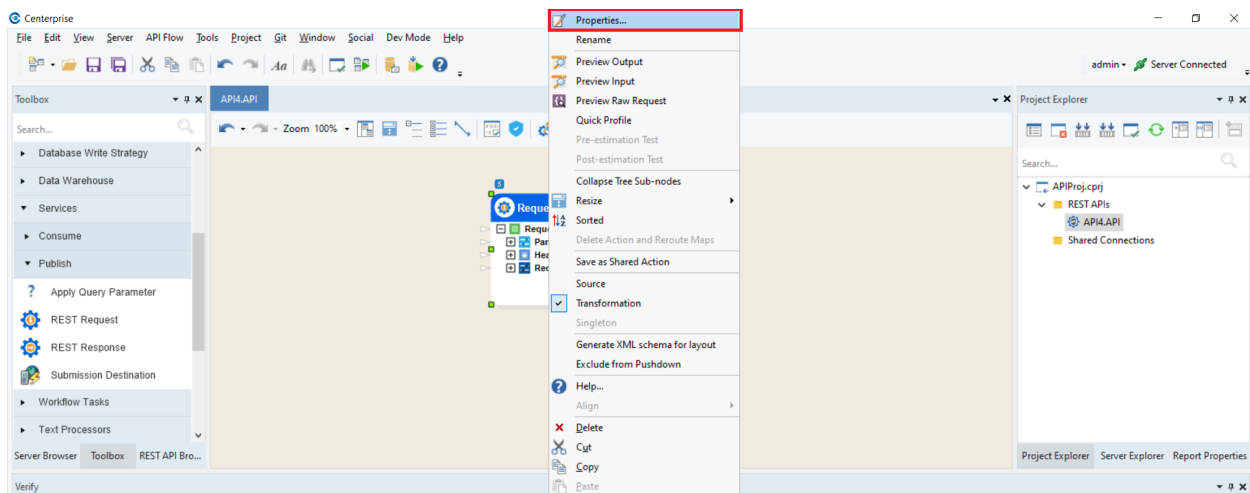 Centerprise
File Edit View Server API Flow Tools Project Git Window Social Dev Mode Help
Aa
admin
Server Connected
Toolbox
Search...
Database Write Strategy
Data Warehouse
Services
Consume
Publish
Apply Query Parameter
REST Request
REST Response
Submission Destination
Workflow Tasks
Text Processors
Server Browser Toolbox REST API Bro...
API4.API
Zoom 100%
S
Reque
Requ
Par
Hea
Rec
Properties...
Rename
Preview Output
Preview Input
Preview Raw Request
Quick Profile
Pre-estimation Test
Post-estimation Test
Collapse Tree Sub-nodes
Resize
Sorted
Delete Action and Reroute Maps
Save as Shared Action
Source
Transformation
Singleton
Generate XML schema for layout
Exclude from Pushdown
Help...
Align
Delete
Cut
Copy
Paste
Project Explorer
Search...
APIProj.cprj
REST APIs
API4.API
Shared Connections
Project Explorer Server Explorer Report Properties
Verify